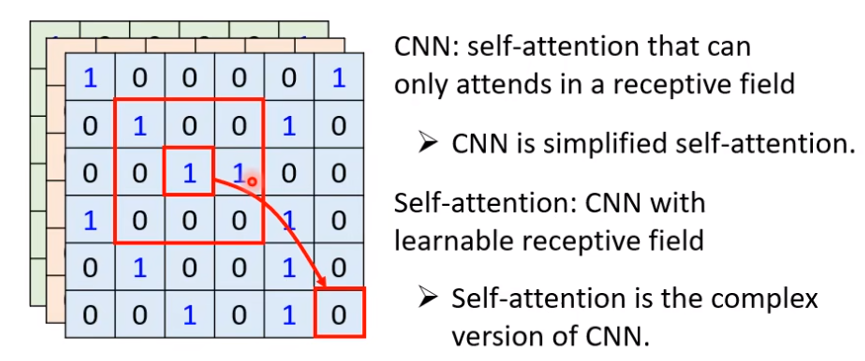 1 0 0 0 0 1
0 1 0 0 1 0
0 0 1 1 0 0
1 0 0 0 1 0
0 1 0 0 1 0
0 0 1 0 1 0
CNN: self-attention that can
only attends in a receptive field
➢ CNN is simplified self-attention.
Self-attention: CNN with
learnable receptive field
➢ Self-attention is the complex
version of CNN.